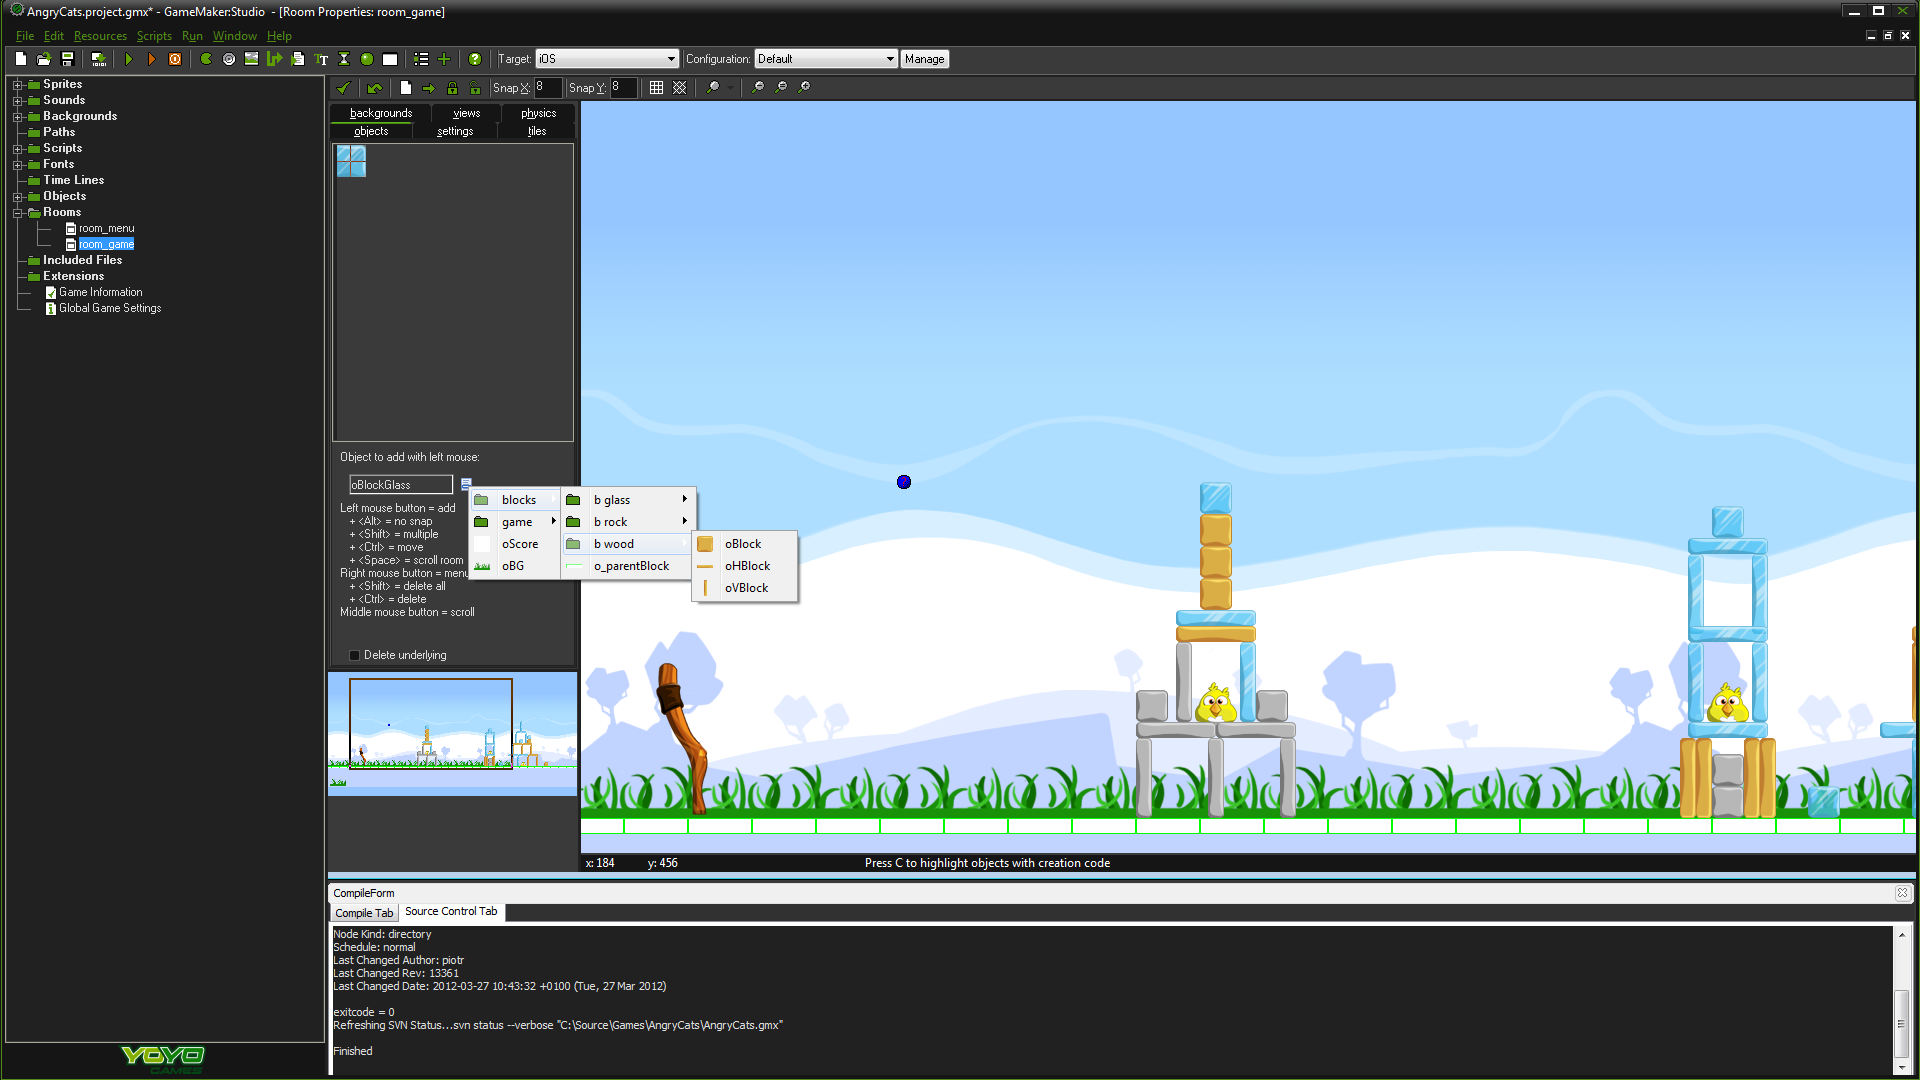 AngryCats.project.gmx* - GameMaker:Studio - [Room Properties: room_game]
File Edit Resources Scripts Run Window Help
Target: iOS Configuration: Default Manage
Snap X: 8 Snap Y: 8
Sprites
Sounds
Backgrounds
Paths
Scripts
Fonts
Time Lines
Objects
Rooms
room_menu
room_game
Included Files
Extensions
Game Information
Global Game Settings
YOYO
GAMES
backgrounds views physics
objects settings tiles
Object to add with left mouse:
oBlockGlass
Left mouse button = add
+ <Alt> = no snap
+ <Shift> = multiple
+ <Ctrl> = move
+ <Space> = scroll room
Right mouse button = menu
+ <Shift> = delete all
+ <Ctrl> = delete
Middle mouse button = scroll
Delete underlying
blocks
game
oScore
oBG
b glass
b rock
b wood
o_parentBlock
oBlock
oHBlock
oVBlock
x: 184 y: 456 Press C to highlight objects with creation code
CompileForm
Compile Tab Source Control Tab
Node Kind: directory
Schedule: normal
Last Changed Author: piotr
Last Changed Rev: 13361
Last Changed Date: 2012-03-27 10:43:32 +0100 (Tue, 27 Mar 2012)
exitcode = 0
Refreshing SVN Status...svn status --verbose "C:\Source\Games\AngryCats\AngryCats.gmx"
Finished